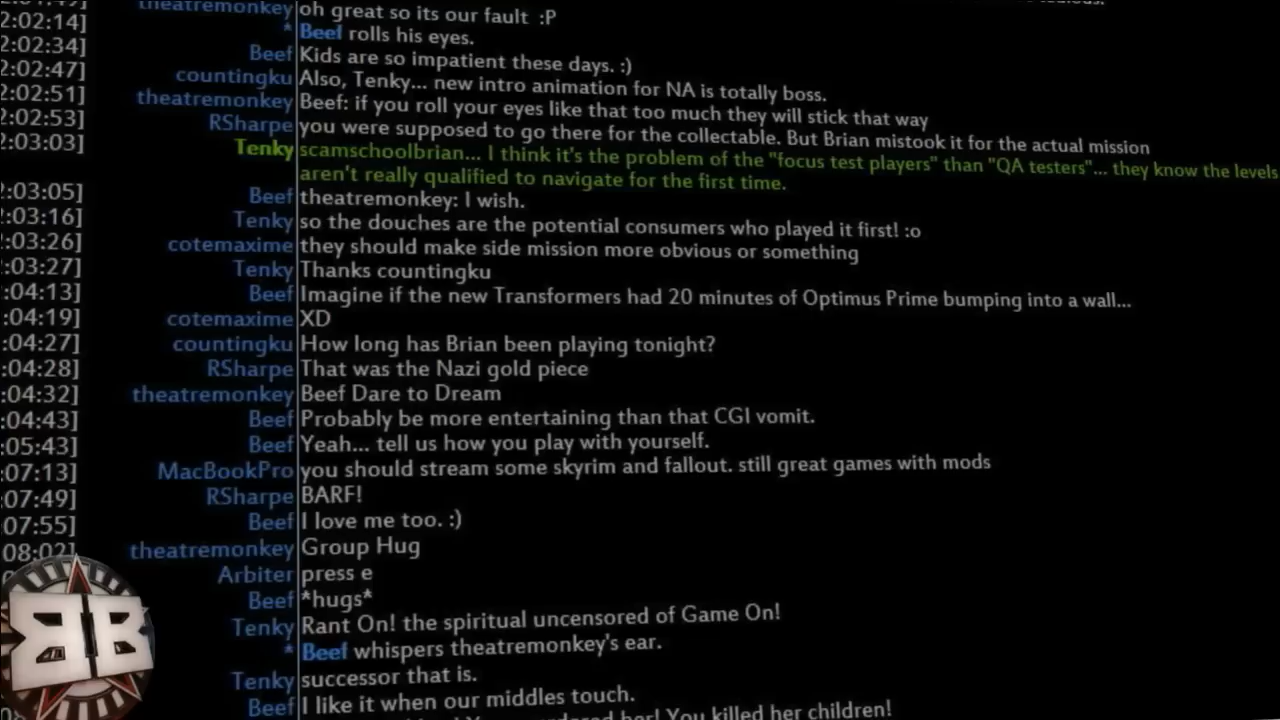 theatremonkey oh great so its our fault :P
2:02:14] * Beef rolls his eyes.
2:02:34] Beef Kids are so impatient these days. :)
2:02:47] countingku Also, Tenky... new intro animation for NA is totally boss.
2:02:51] theatremonkey Beef: if you roll your eyes like that too much they will stick that way
2:02:53] RSharpe you were supposed to go there for the collectable. But Brian mistook it for the actual mission
2:03:03] Tenky scamschoolbrian... I think it's the problem of the "focus test players" than "QA testers"... they know the levels
aren't really qualified to navigate for the first time.
2:03:05] Beef theatremonkey: I wish.
:03:16] Tenky so the douches are the potential consumers who played it first! :o
:03:26] cotemaxime they should make side mission more obvious or something
:03:27] Tenky Thanks countingku
:04:13] Beef Imagine if the new Transformers had 20 minutes of Optimus Prime bumping into a wall...
:04:19] cotemaxime XD
:04:27] countingku How long has Brian been playing tonight?
:04:28] RSharpe That was the Nazi gold piece
:04:32] theatremonkey Beef Dare to Dream
:04:43] Beef Probably be more entertaining than that CGI vomit.
:05:43] Beef Yeah... tell us how you play with yourself.
:07:13] MacBookPro you should stream some skyrim and fallout. still great games with mods
:07:49] RSharpe BARF!
07:55] Beef I love me too. :)
08:02] theatremonkey Group Hug
Arbiter press e
Beef *hugs*
Tenky Rant On! the spiritual uncensored of Game On!
* Beef whispers theatremonkey's ear.
Tenky successor that is.
Beef I like it when our middles touch.
her! You killed her children!
BB